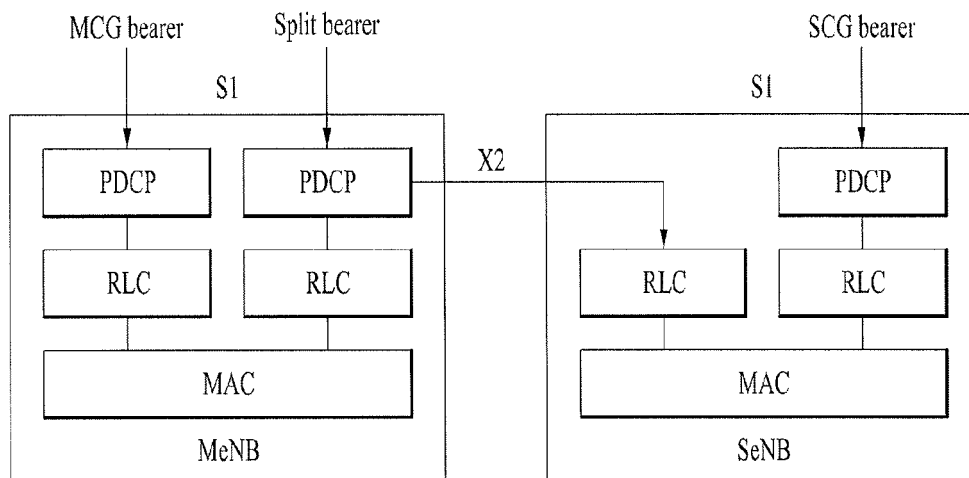 MCG bearer
Split bearer
SCG bearer
S1
S1
PDCP
PDCP
X2
PDCP
RLC
RLC
RLC
RLC
MAC
MAC
MeNB
SeNB